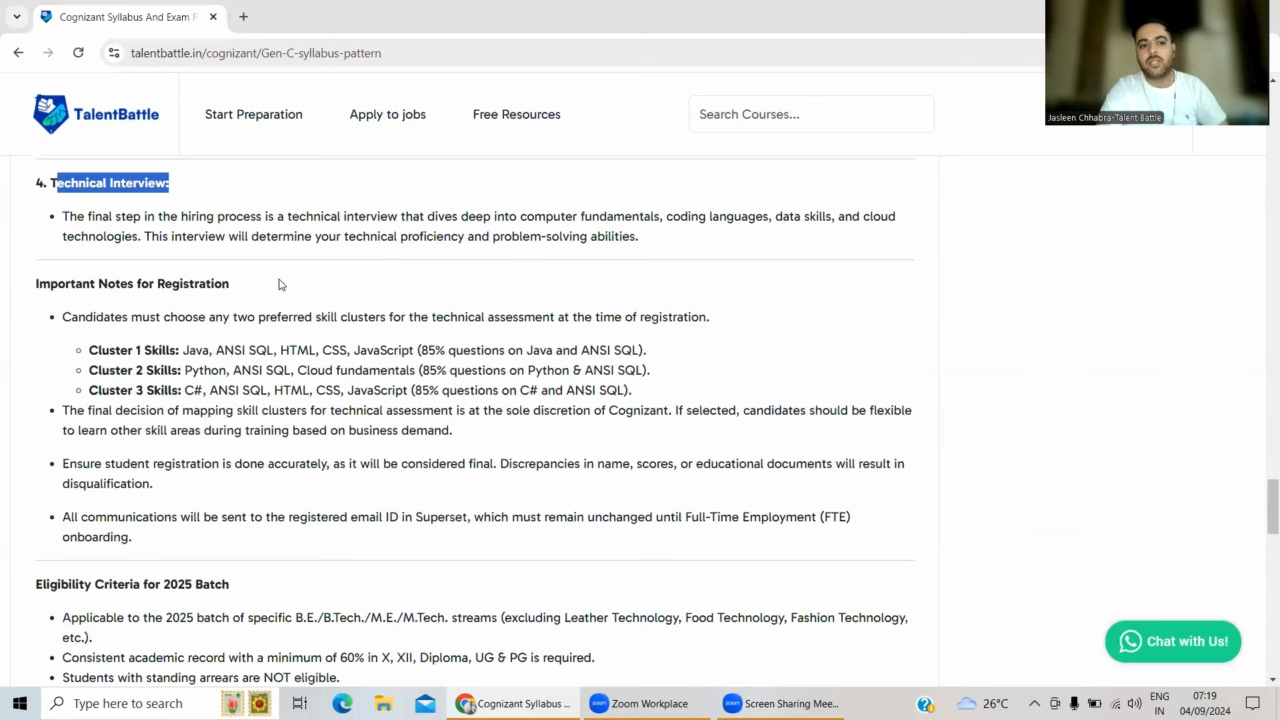 Cognizant Syllabus And Exam P
talentbattle.in/cognizant/Gen-C-syllabus-pattern
TalentBattle
Start Preparation
Apply to jobs
Free Resources
Search Courses...
Jasleen Chhabra-Talent Battle
4. Technical Interview:
• The final step in the hiring process is a technical interview that dives deep into computer fundamentals, coding languages, data skills, and cloud
technologies. This interview will determine your technical proficiency and problem-solving abilities.
Important Notes for Registration
• Candidates must choose any two preferred skill clusters for the technical assessment at the time of registration.
◦ Cluster 1 Skills: Java, ANSI SQL, HTML, CSS, JavaScript (85% questions on Java and ANSI SQL).
◦ Cluster 2 Skills: Python, ANSI SQL, Cloud fundamentals (85% questions on Python & ANSI SQL).
◦ Cluster 3 Skills: C#, ANSI SQL, HTML, CSS, JavaScript (85% questions on C# and ANSI SQL).
• The final decision of mapping skill clusters for technical assessment is at the sole discretion of Cognizant. If selected, candidates should be flexible
to learn other skill areas during training based on business demand.
• Ensure student registration is done accurately, as it will be considered final. Discrepancies in name, scores, or educational documents will result in
disqualification.
• All communications will be sent to the registered email ID in Superset, which must remain unchanged until Full-Time Employment (FTE)
onboarding.
Eligibility Criteria for 2025 Batch
• Applicable to the 2025 batch of specific B.E./B.Tech./M.E./M.Tech. streams (excluding Leather Technology, Food Technology, Fashion Technology,
etc.).
• Consistent academic record with a minimum of 60% in X, XII, Diploma, UG & PG is required.
• Students with standing arrears are NOT eligible.
Chat with Us!
Type here to search
Cognizant Syllabus ...
zoom
Zoom Workplace
zoom
Screen Sharing Mee...
26°C
ENG
IN
07:19
04/09/2024